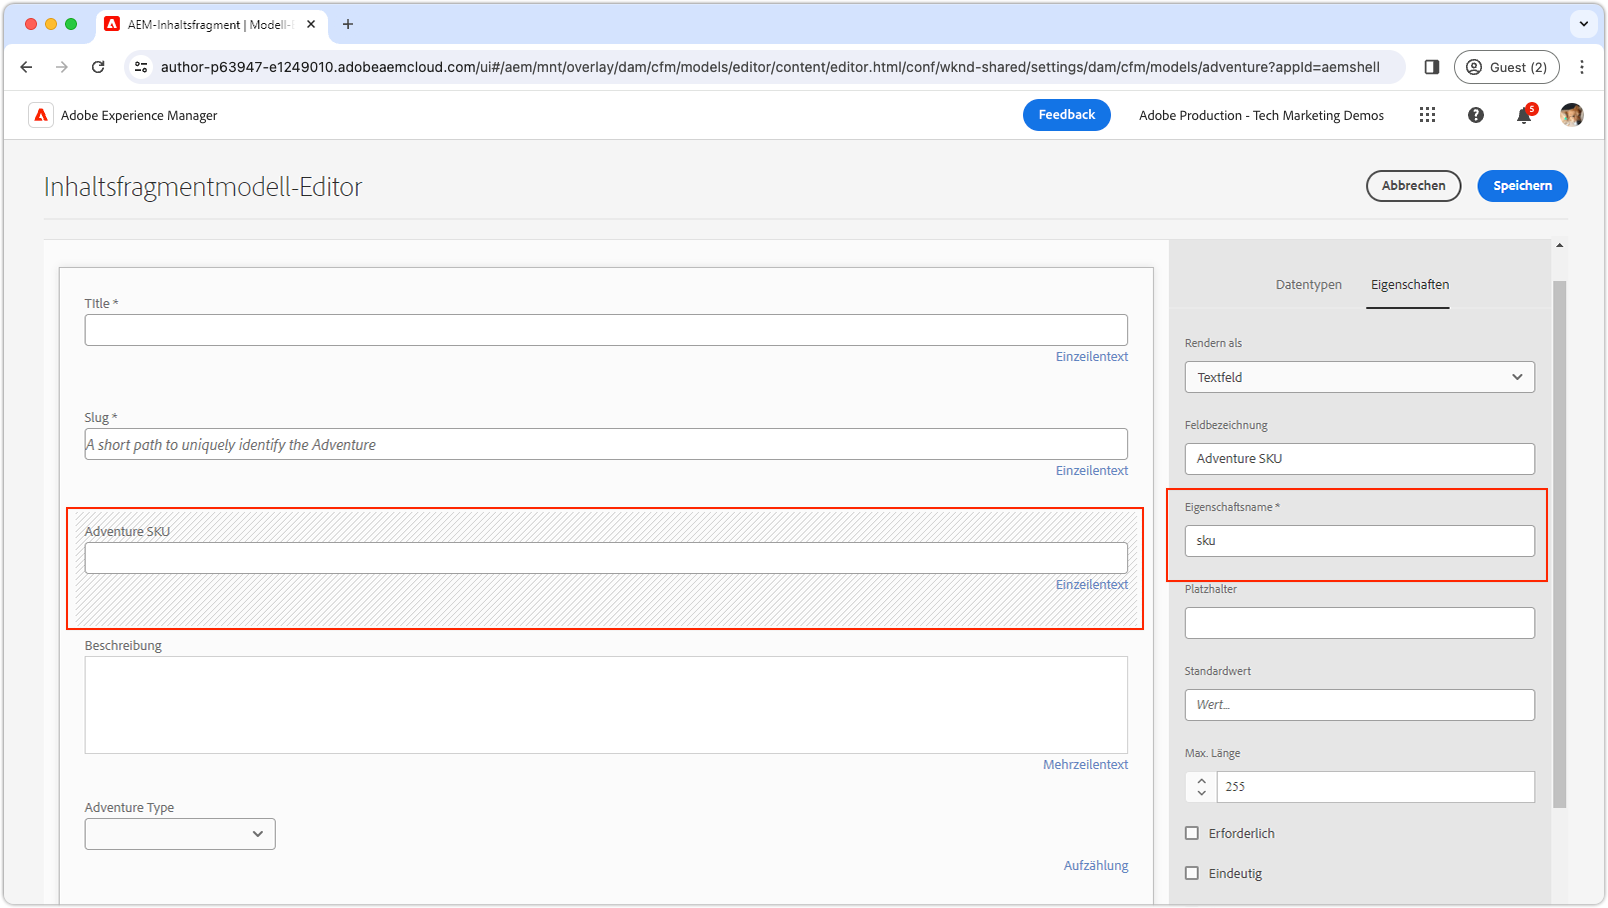 AEM-Inhaltsfragment | Modell-
author-p63947-e1249010.adobeaemcloud.com/ui#/aem/mnt/overlay/dam/cfm/models/editor/content/editor.html/conf/wknd-shared/settings/dam/cfm/models/adventure?appId=aemshell
Guest (2)
Adobe Experience Manager
Feedback
Adobe Production - Tech Marketing Demos
5
Inhaltsfragmentmodell-Editor
Abbrechen
Speichern
TItle *
Einzeilentext
Slug *
A short path to uniquely identify the Adventure
Einzeilentext
Adventure SKU
Einzeilentext
Beschreibung
Mehrzeilentext
Adventure Type
Aufzählung
Datentypen
Eigenschaften
Rendern als
Textfeld
Feldbezeichnung
Adventure SKU
Eigenschaftsname *
sku
Platzhalter
Standardwert
Wert...
Max. Länge
255
Erforderlich
Eindeutig